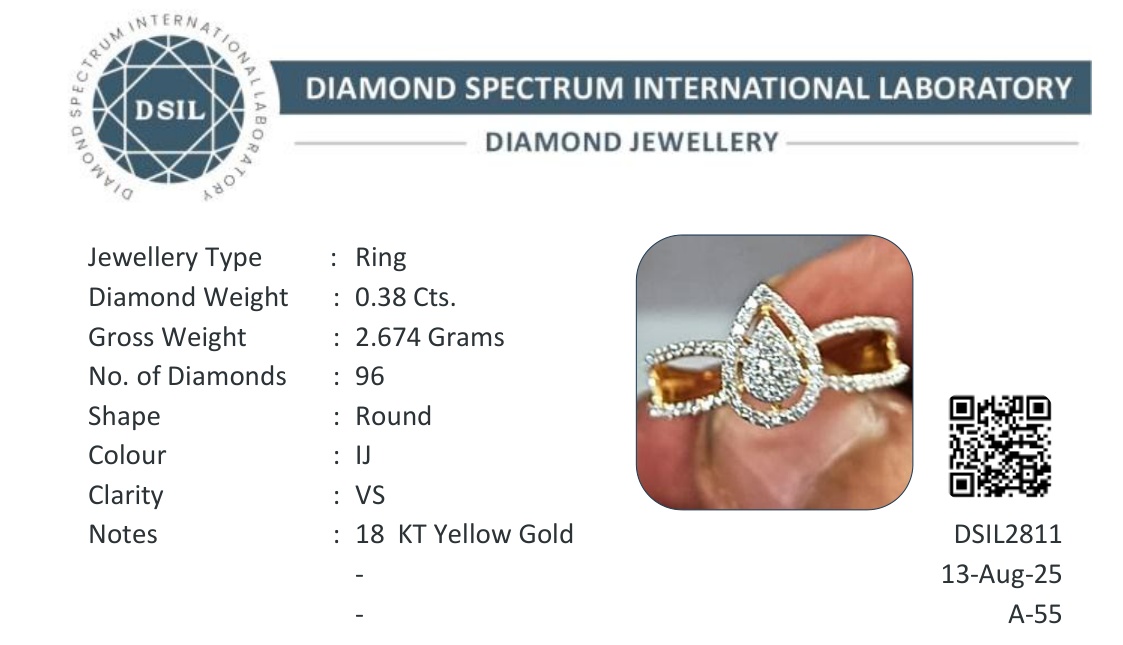 DIAMOND SPECTRUM INTERNATIONAL LABORATORY
DSIL
DIAMOND SPECTRUM INTERNATIONAL LABORATORY
DIAMOND JEWELLERY
Jewellery Type : Ring
Diamond Weight : 0.38 Cts.
Gross Weight : 2.674 Grams
No. of Diamonds : 96
Shape : Round
Colour : IJ
Clarity : VS
Notes : 18 KT Yellow Gold
-
-
DSIL2811
13-Aug-25
A-55